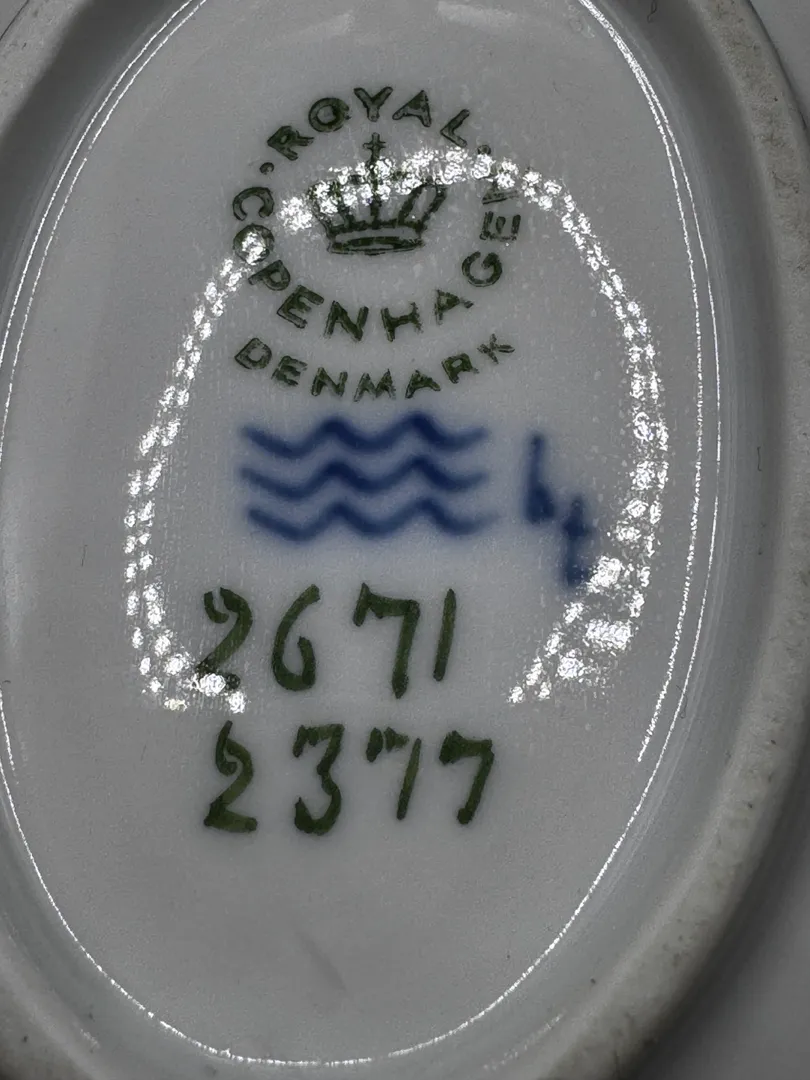 ROYAL
COPENHAGEN
DENMARK
2671
2377